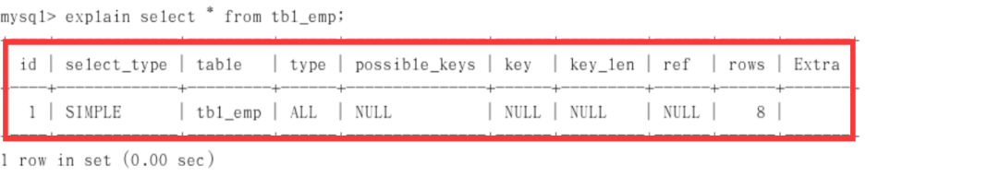 mysql> explain select * from tbl_emp;
id | select_type | table | type | possible_keys | key | key_len | ref | rows | Extra
1 | SIMPLE | tbl_emp | ALL | NULL | NULL | NULL | NULL | 8 |
1 row in set (0.00 sec)